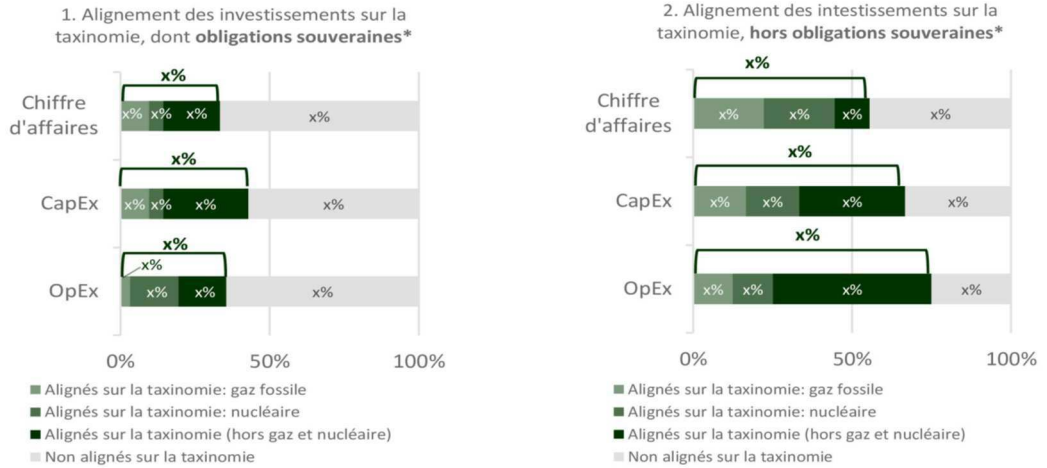 1. Alignement des investissements sur la
taxinomie, dont obligations souveraines*
x%
Chiffre
d'affaires
x% x% x% x%
x%
CapEx
x% x% x% x%
x%
x%
OpEx
x% x% x%
0% 50% 100%
Alignés sur la taxinomie: gaz fossile
Alignés sur la taxinomie: nucléaire
Alignés sur la taxinomie (hors gaz et nucléaire)
Non alignés sur la taxinomie
2. Alignement des intestissements sur la
taxinomie, hors obligations souveraines*
x%
Chiffre
d'affaires
x% x% x% x%
x%
CapEx
x% x% x% x%
x%
OpEx
x% x% x% x%
0% 50% 100%
Alignés sur la taxinomie: gaz fossile
Alignés sur la taxinomie: nucléaire
Alignés sur la taxinomie (hors gaz et nucléaire)
Non alignés sur la taxinomie